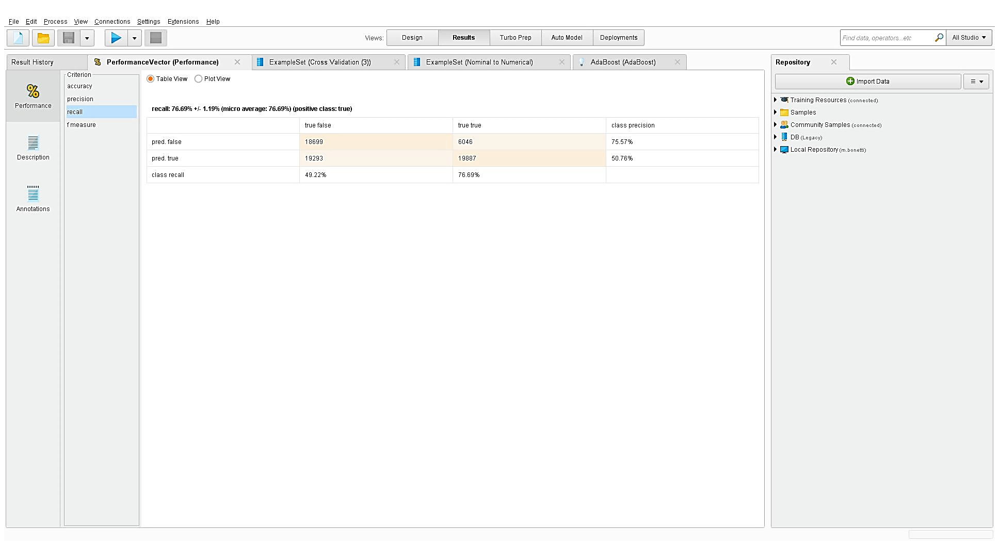 File Edit Process View Connections Settings Extensions Help
Views: Design Results Turbo Prep Auto Model Deployments
Find data, operators...etc All Studio
Result History PerformanceVector (Performance) ExampleSet (Cross Validation (3)) ExampleSet (Nominal to Numerical) AdaBoost (AdaBoost)
% Performance
Description
Annotations
Criterion
accuracy
precision
recall
f measure
Table View Plot View
recall: 76.69% +/- 1.19% (micro average: 76.69%) (positive class: true)
true false true true class precision
pred. false 18699 6046 75.57%
pred. true 19293 19887 50.76%
class recall 49.22% 76.69%
Repository
Import Data
Training Resources (connected)
Samples
Community Samples (connected)
DB (Legacy)
Local Repository (m.bonetti)